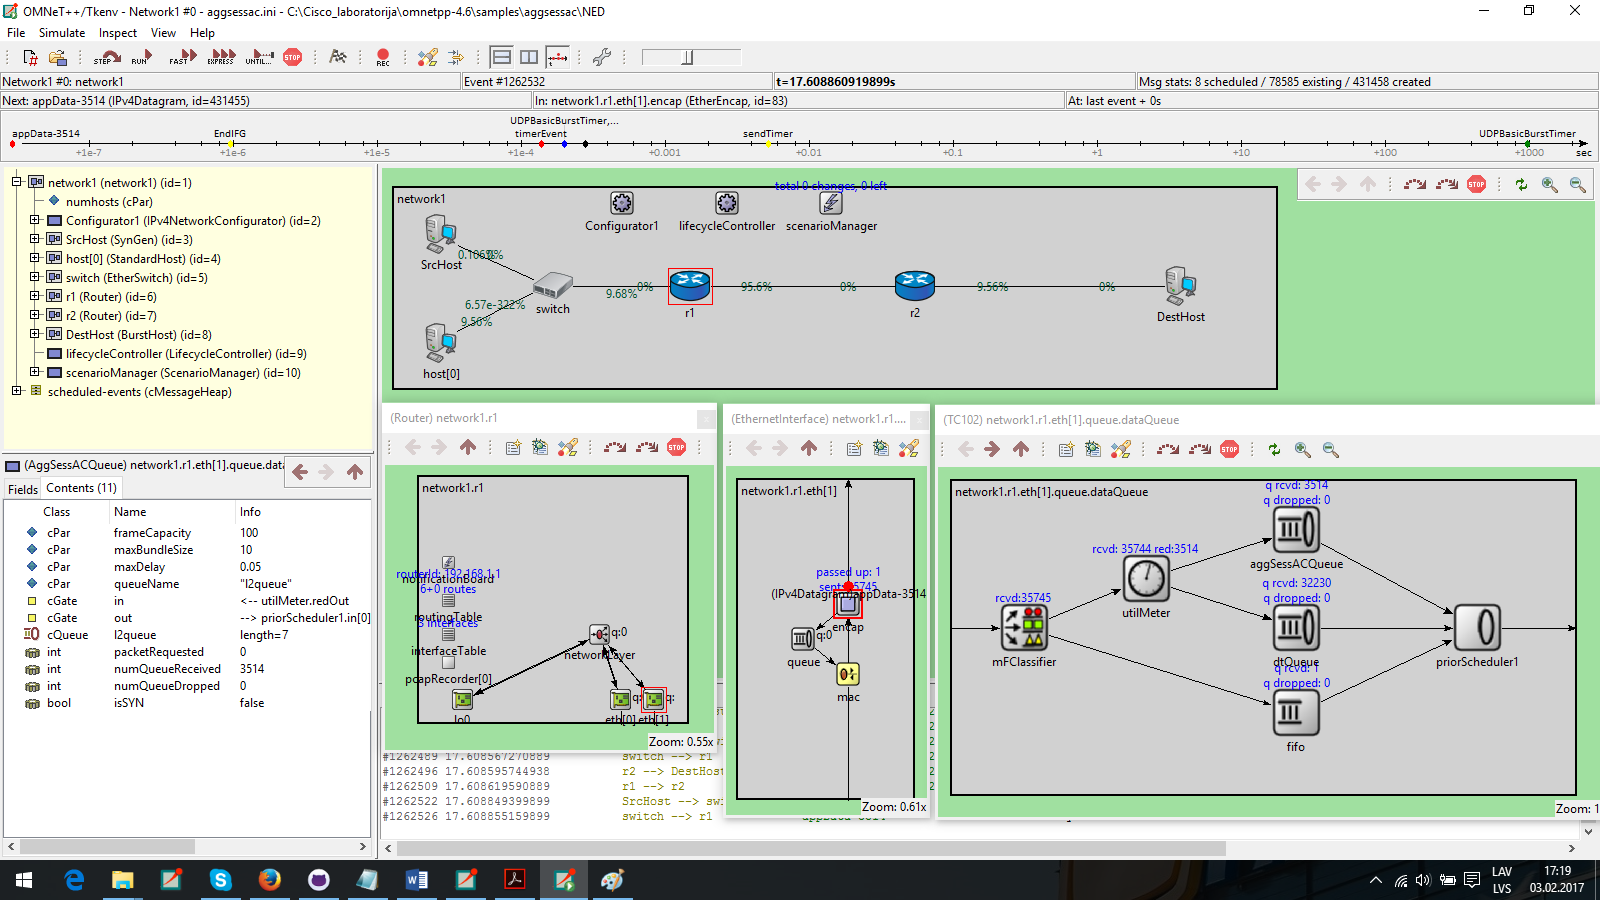 OMNeT++/Tkenv - Network1 #0 - aggsessac.ini - C:\Cisco_laboratorija\omnetpp-4.6\samples\aggsessac\NED
File Simulate Inspect View Help
STEP RUN FAST EXPRESS UNTIL... STOP REC
Network1 #0: network1 Event #1262532 t=17.608860919899s Msg stats: 8 scheduled / 78585 existing / 431458 created
Next: appData-3514 (IPv4Datagram, id=431455) In: network1.r1.eth[1].encap (EtherEncap, id=83) At: last event + 0s
UDPBasicBurstTimer,...
appData-3514 EndIFG timerEvent sendTimer UDPBasicBurstTimer
+1e-7 +1e-6 +1e-5 +1e-4 +0.001 +0.01 +0.1 +1 +10 +100 +1000 sec
network1 (network1) (id=1)
numhosts (cPar)
Configurator1 (IPv4NetworkConfigurator) (id=2)
SrcHost (SynGen) (id=3)
host[0] (StandardHost) (id=4)
switch (EtherSwitch) (id=5)
r1 (Router) (id=6)
r2 (Router) (id=7)
DestHost (BurstHost) (id=8)
lifecycleController (LifecycleController) (id=9)
scenarioManager (ScenarioManager) (id=10)
scheduled-events (cMessageHeap)
total 0 changes, 0 left
STOP
network1
Configurator1 lifecycleController scenarioManager
SrcHost
0.106% 0%
9.68% 0% 95.6% 0% 9.56% 0%
6.57e-322%
9.56%
switch r1 r2 DestHost
host[0]
(AggSessACQueue) network1.r1.eth[1].queue.data
Fields Contents (11)
Class Name Info
cPar frameCapacity 100
cPar maxBundleSize 10
cPar maxDelay 0.05
cPar queueName "l2queue"
cGate in <-- utilMeter.redOut
cGate out --> priorScheduler1.in[0]
cQueue l2queue length=7
int packetRequested 0
int numQueueReceived 3514
int numQueueDropped 0
bool isSYN false
(Router) network1.r1
STOP
network1.r1
routerId: 192.168.1.1
notificationBoard
6+0 routes
routingTable
3 interfaces
interfaceTable
pcapRecorder[0]
networkLayer q:0
lo0 eth[0] eth[1]
Zoom: 0.55x
(EthernetInterface) network1.r1....
network1.r1.eth[1]
passed up: 1
sent: 35745
(IPv4Datagram)appData-3514
encap
q:0
queue
mac
Zoom: 0.61x
(TC102) network1.r1.eth[1].queue.dataQueue
STOP
network1.r1.eth[1].queue.dataQueue
q rcvd: 3514
q dropped: 0
aggSessACQueue
rcvd: 35744 red:3514
utilMeter
q rcvd: 32230
q dropped: 0
dtQueue
rcvd:35745
mFClassifier
priorScheduler1
q rcvd: 1
q dropped: 0
fifo
Zoom: 1
#1262489 17.608567270889 switch --> r1
#1262496 17.608595744938 r2 --> DestHost
#1262509 17.608619590889 r1 --> r2
#1262522 17.608849399899 SrcHost --> swi
#1262526 17.608855159899 switch --> r1
LAV
LVS
17:19
03.02.2017